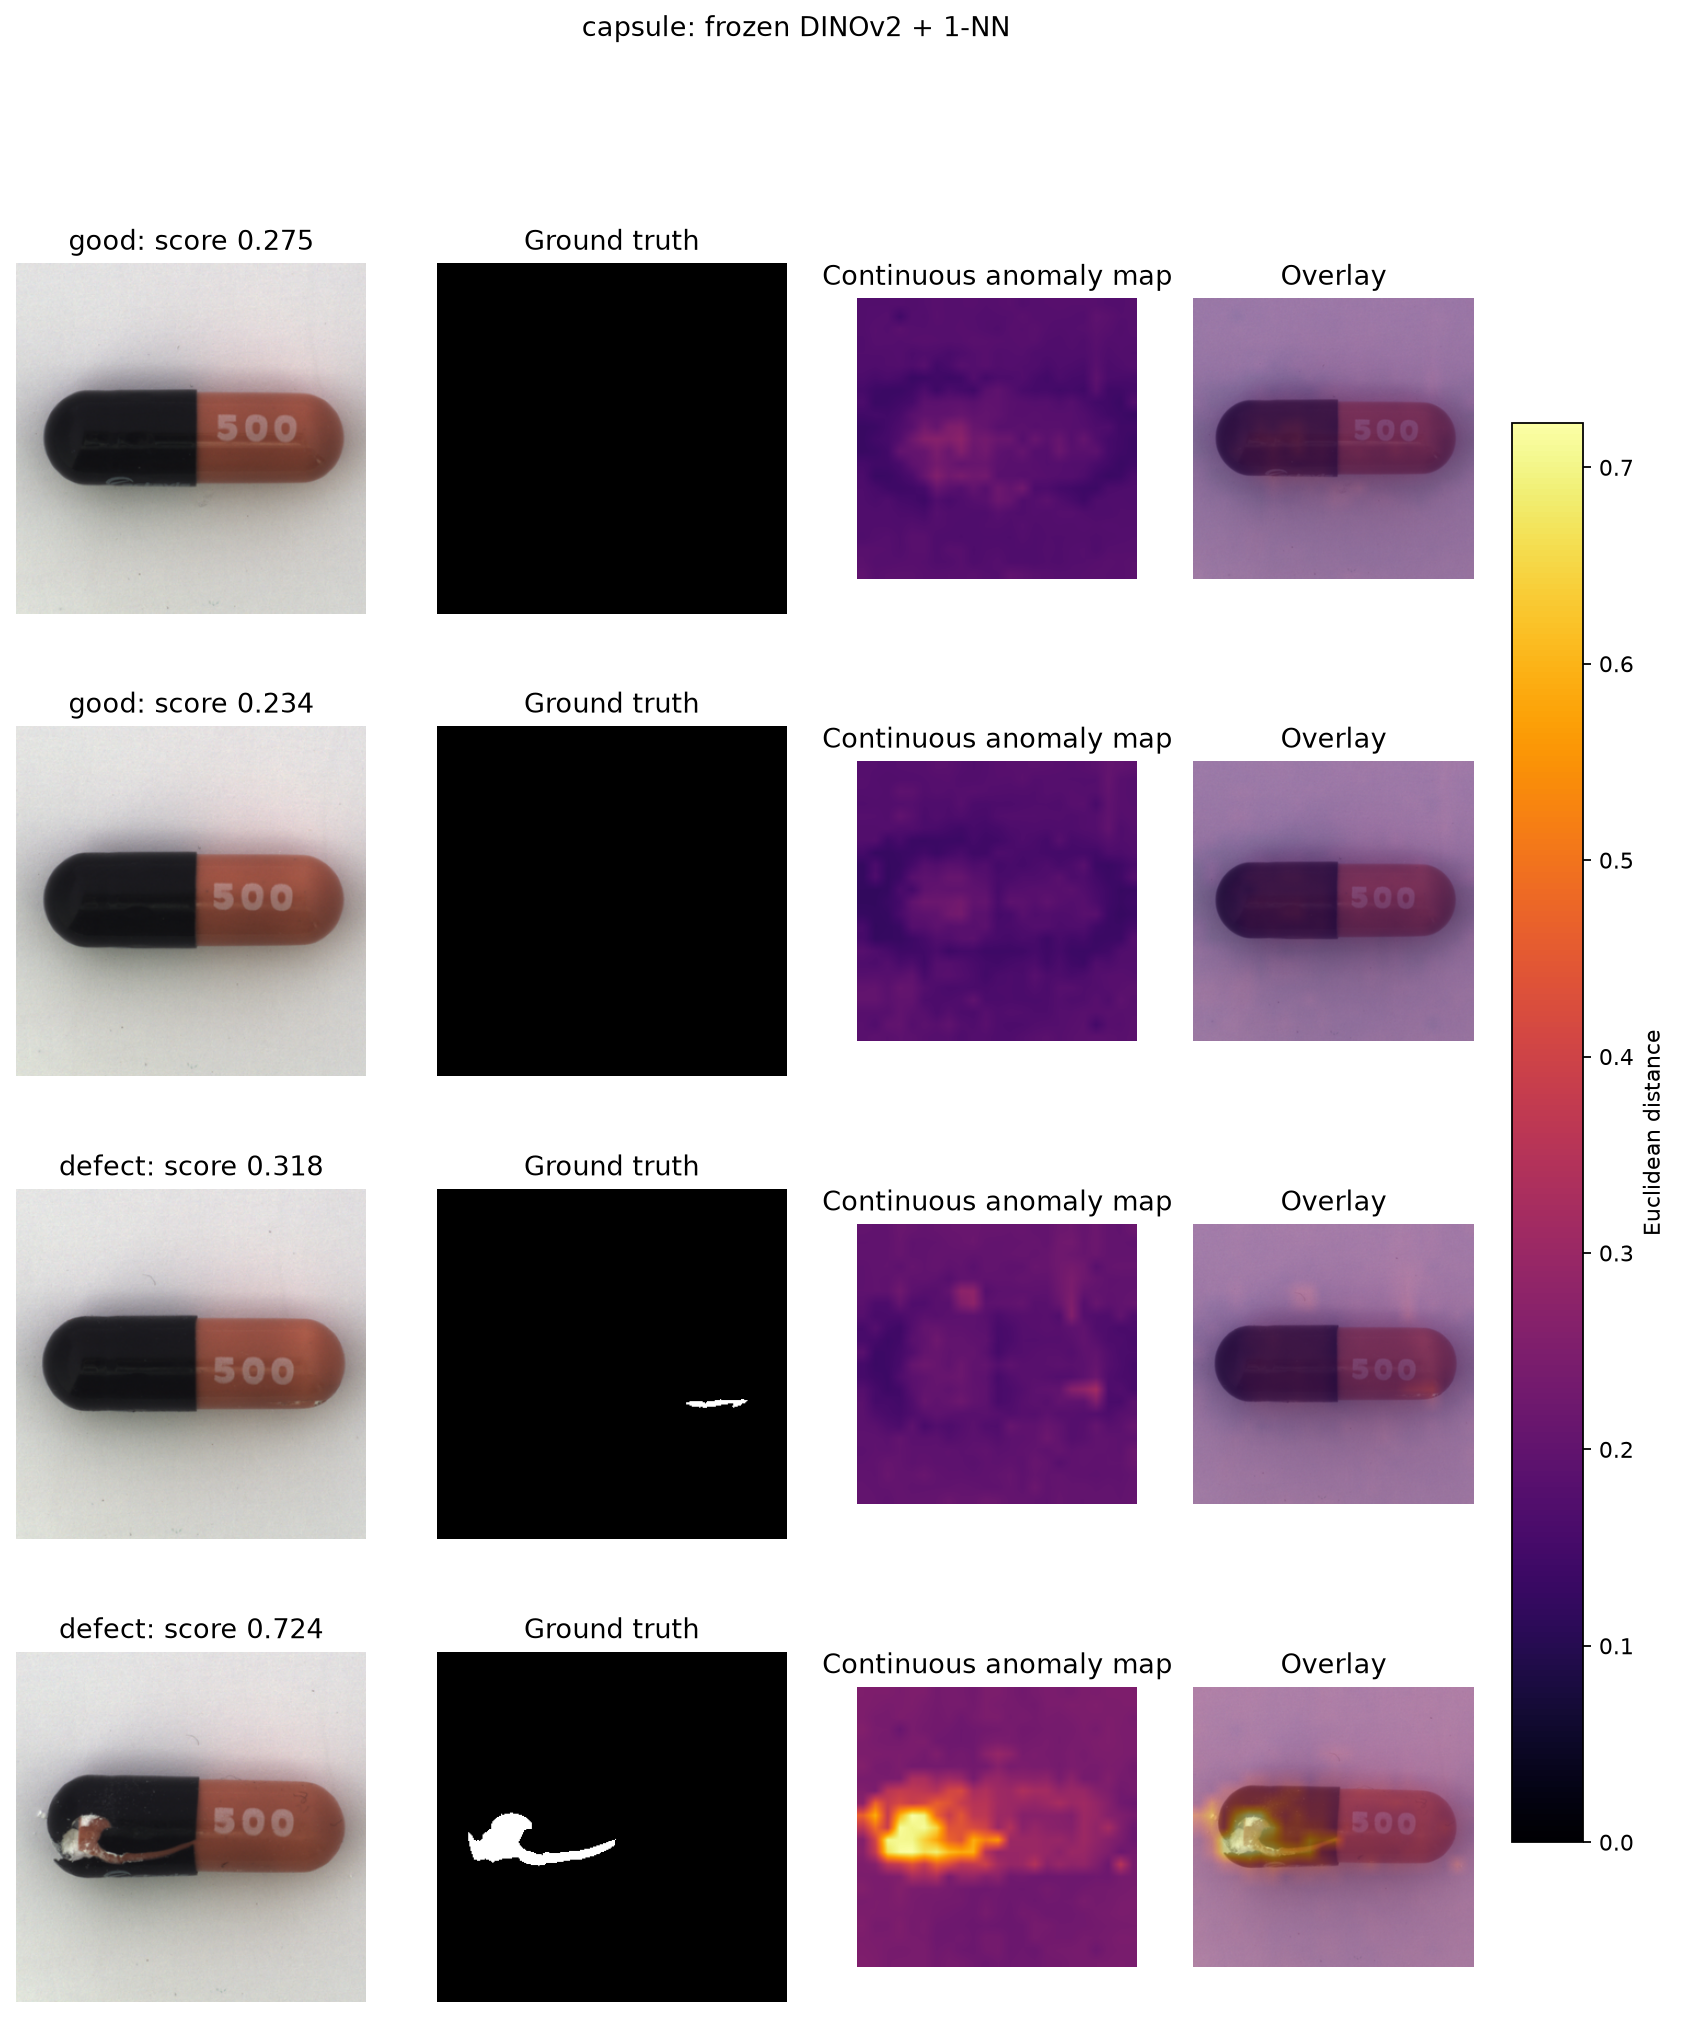 capsule: frozen DINOv2 + 1-NN
good: score 0.275
Ground truth
Continuous anomaly map
Overlay
500
500
good: score 0.234
Ground truth
Continuous anomaly map
Overlay
500
500
defect: score 0.318
Ground truth
Continuous anomaly map
Overlay
500
500
defect: score 0.724
Ground truth
Continuous anomaly map
Overlay
500
500
0.7
0.6
0.5
0.4
0.3
0.2
0.1
0.0
Euclidean distance